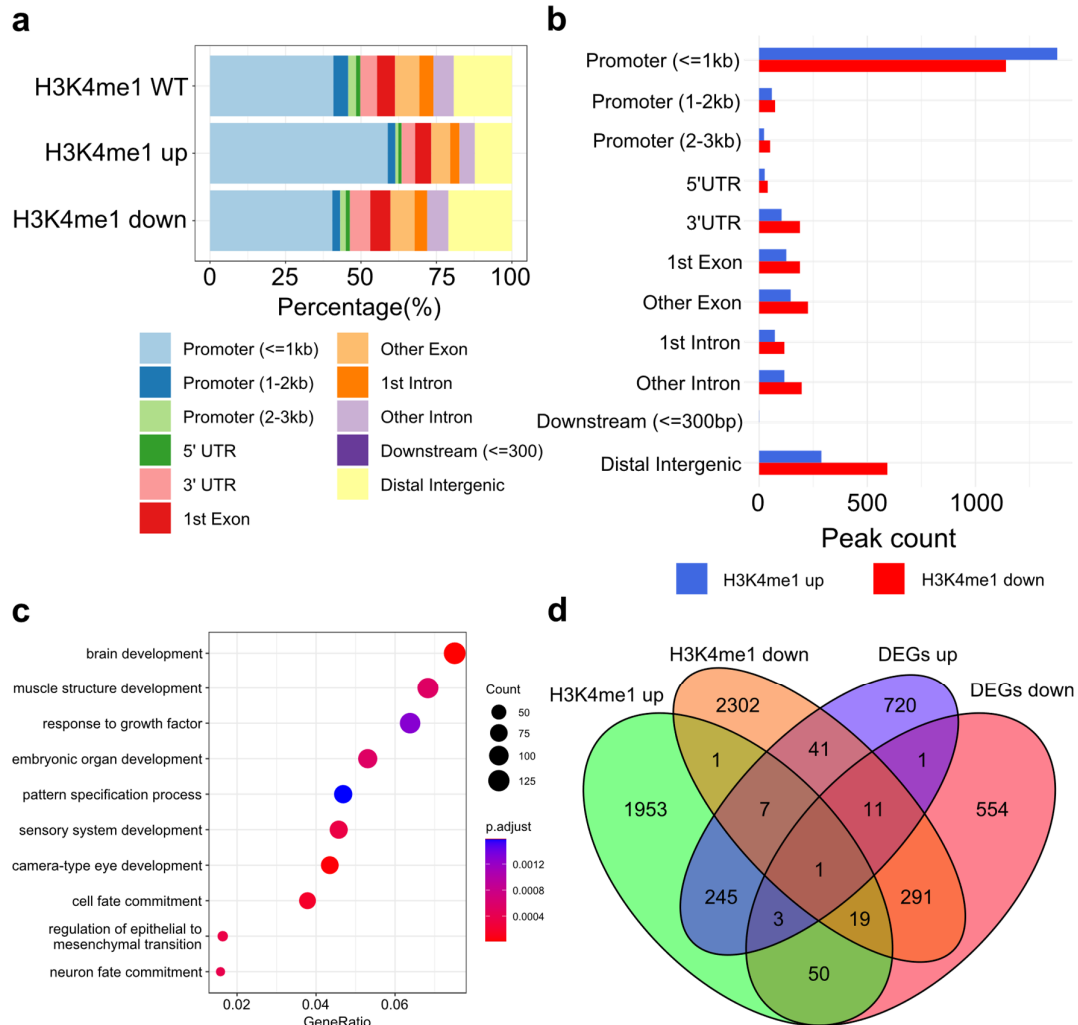 a
H3K4me1 WT
H3K4me1 up
H3K4me1 down
0 25 50 75 100
Percentage(%)
Promoter (<=1kb)
Promoter (1-2kb)
Promoter (2-3kb)
5' UTR
3' UTR
1st Exon
Other Exon
1st Intron
Other Intron
Downstream (<=300)
Distal Intergenic
b
Promoter (<=1kb)
Promoter (1-2kb)
Promoter (2-3kb)
5'UTR
3'UTR
1st Exon
Other Exon
1st Intron
Other Intron
Downstream (<=300bp)
Distal Intergenic
0 500 1000
Peak count
H3K4me1 up
H3K4me1 down
c
brain development
muscle structure development
response to growth factor
embryonic organ development
pattern specification process
sensory system development
camera-type eye development
cell fate commitment
regulation of epithelial to
mesenchymal transition
neuron fate commitment
0.02 0.04 0.06
GeneRatio
Count
50
75
100
125
p.adjust
0.0012
0.0008
0.0004
d
H3K4me1 up
H3K4me1 down
DEGs up
DEGs down
2302
720
41
1
1
1953
7
11
554
1
245
291
3
19
50